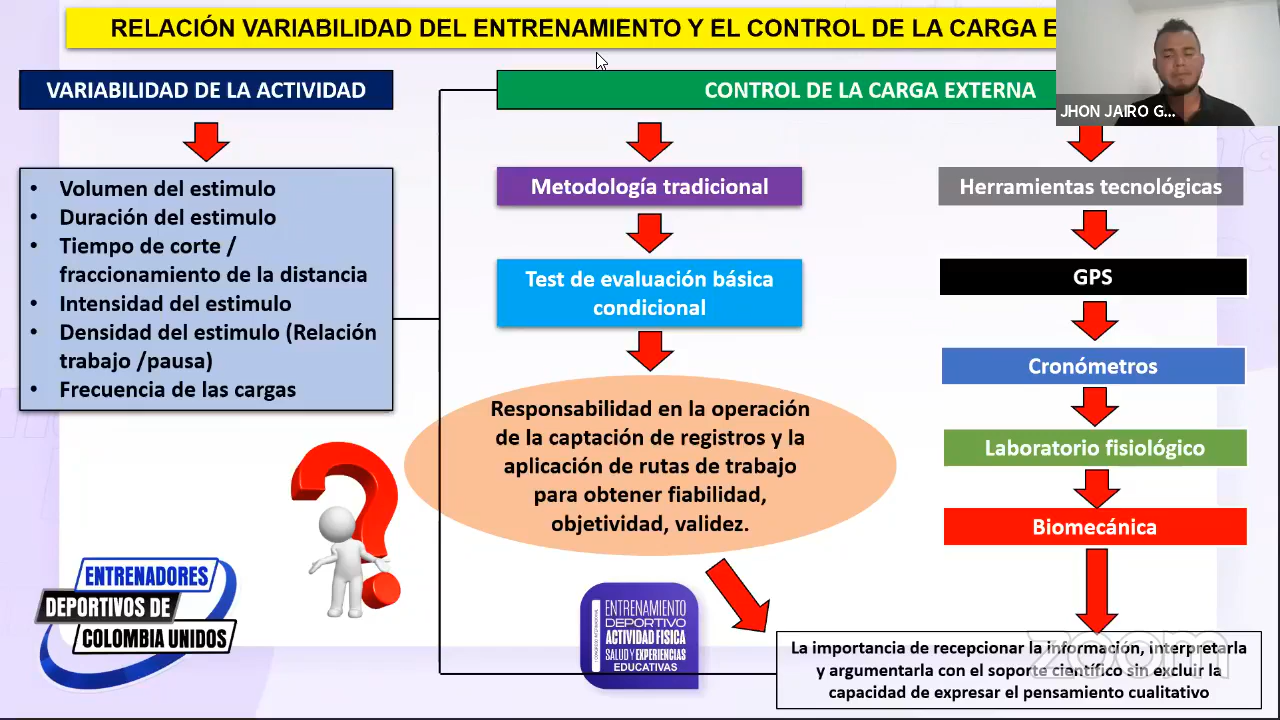 RELACIÓN VARIABILIDAD DEL ENTRENAMIENTO Y EL CONTROL DE LA CARGA E
JHON JAIRO G...
VARIABILIDAD DE LA ACTIVIDAD
• Volumen del estimulo
• Duración del estimulo
• Tiempo de corte /
fraccionamiento de la distancia
• Intensidad del estimulo
• Densidad del estimulo (Relación
trabajo /pausa)
• Frecuencia de las cargas
CONTROL DE LA CARGA EXTERNA
Metodología tradicional
Test de evaluación básica
condicional
Responsabilidad en la operación
de la captación de registros y la
aplicación de rutas de trabajo
para obtener fiabilidad,
objetividad, validez.
Herramientas tecnológicas
GPS
Cronómetros
Laboratorio fisiológico
Biomecánica
La importancia de recepcionar la información, interpretarla
y argumentarla con el soporte científico sin excluir la
capacidad de expresar el pensamiento cualitativo
zoom
ENTRENADORES
DEPORTIVOS DE
COLOMBIA UNIDOS
ENTRENAMIENTO
DEPORTIVO
ACTIVIDAD FISICA
SALUD Y EXPERIENCIAS
EDUCATIVAS